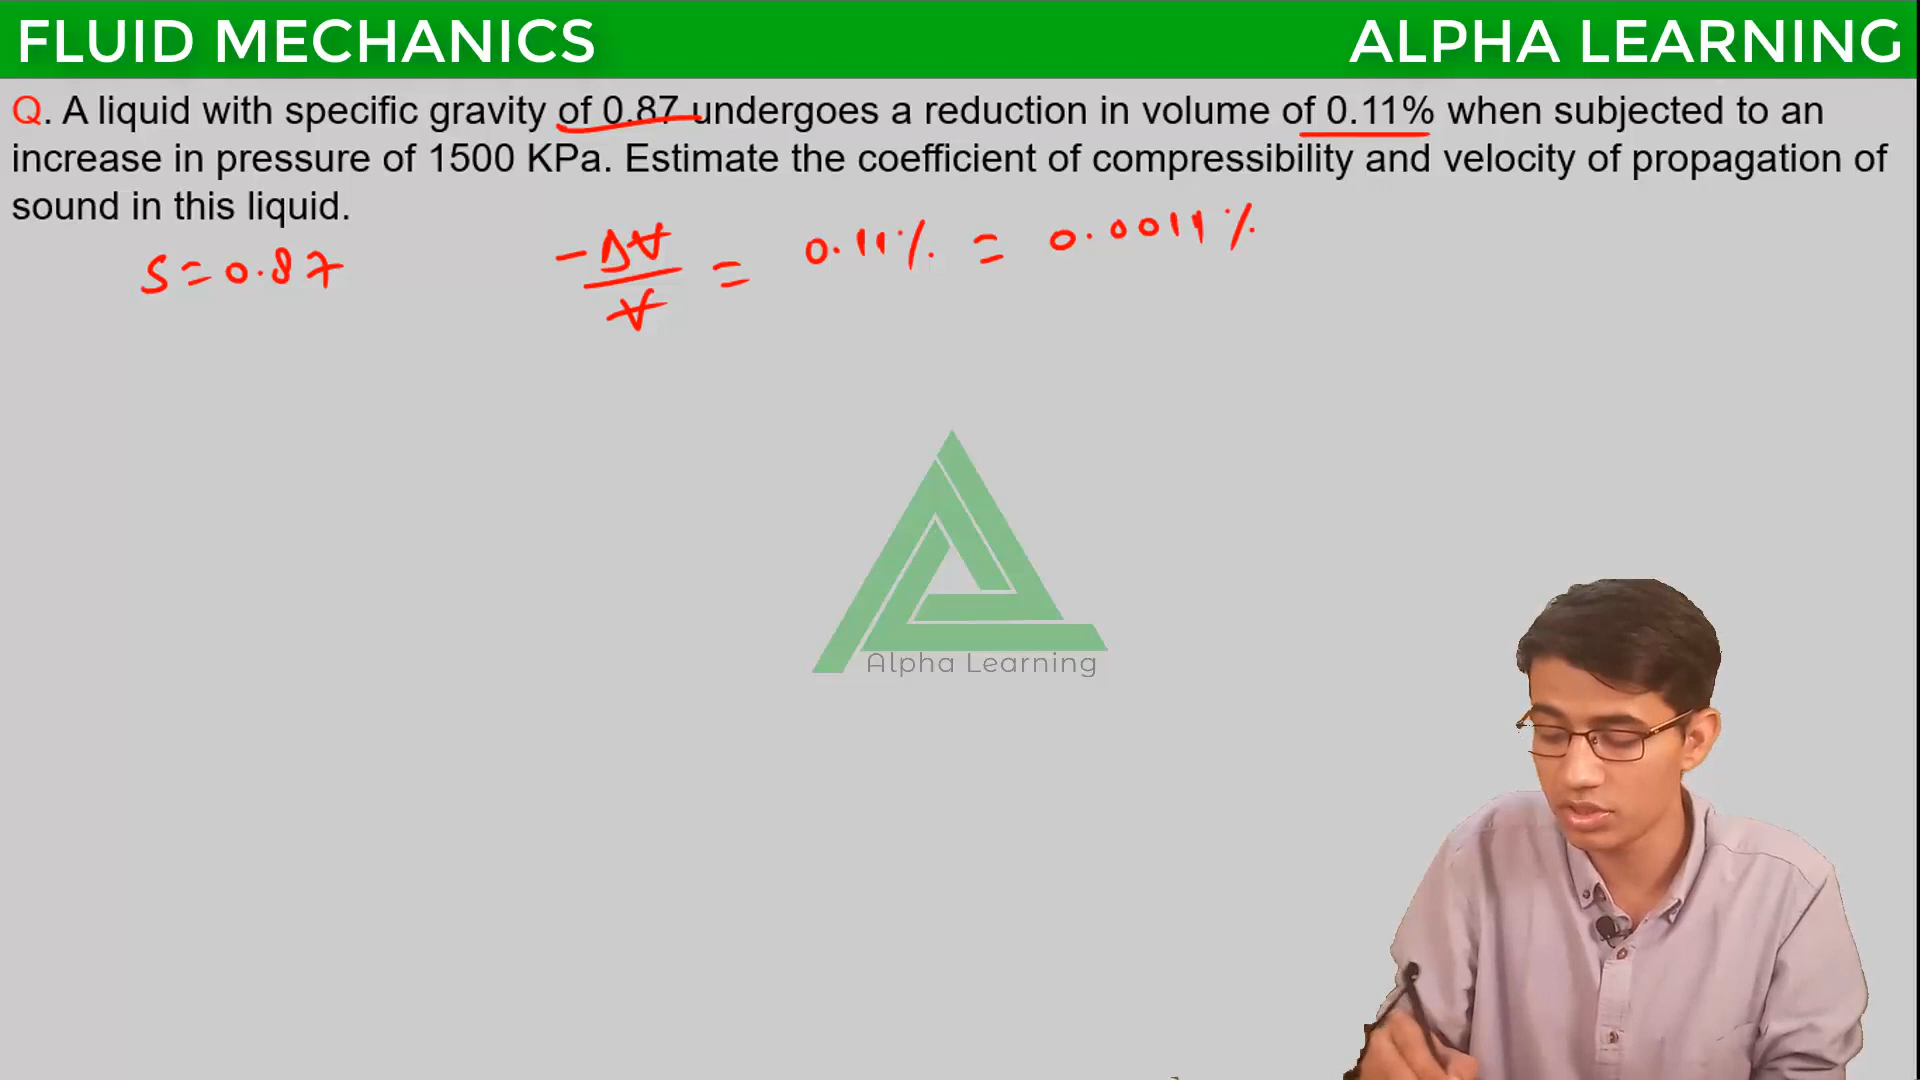 FLUID MECHANICS ALPHA LEARNING
Q. A liquid with specific gravity of 0.87 undergoes a reduction in volume of 0.11% when subjected to an
increase in pressure of 1500 KPa. Estimate the coefficient of compressibility and velocity of propagation of
sound in this liquid.
S = 0.87 -ΔV/V = 0.11% = 0.0011%
Alpha Learning